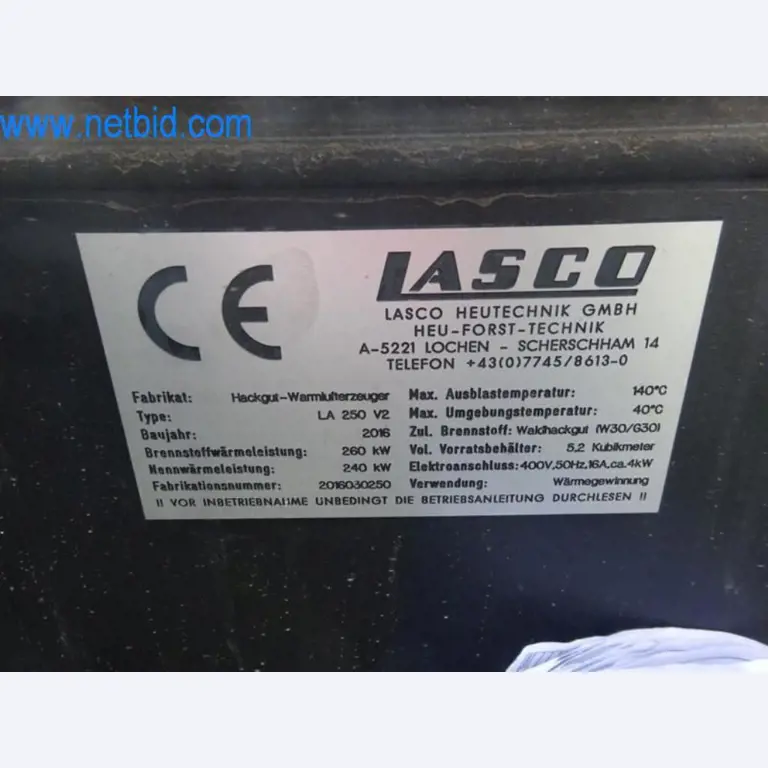 www.netbid.com
CE
LASCO
LASCO HEUTECHNIK GMBH
HEU-FORST-TECHNIK
A-5221 LOCHEN - SCHERSCHHAM 14
TELEFON +43(0)7745/8613-0
Fabrikat: Hackgut-Warmlufterzeuger
Type: LA 250 V2
Baujahr: 2016
Brennstoffwärmeleistung: 260 kW
Nennwärmeleistung: 240 kW
Fabrikationsnummer: 2016030250
Max. Ausblastemperatur: 140°C
Max. Umgebungstemperatur: 40°C
Zul. Brennstoff: Waldhackgut (W30/G30)
Vol. Vorratsbehälter: 5,2 Kubikmeter
Elektroanschluss: 400V,50Hz,16A,ca.4kW
Verwendung: Wärmegewinnung
!! VOR INBETRIEBNAHME UNBEDINGT DIE BETRIEBSANLEITUNG DURCHLESEN !!